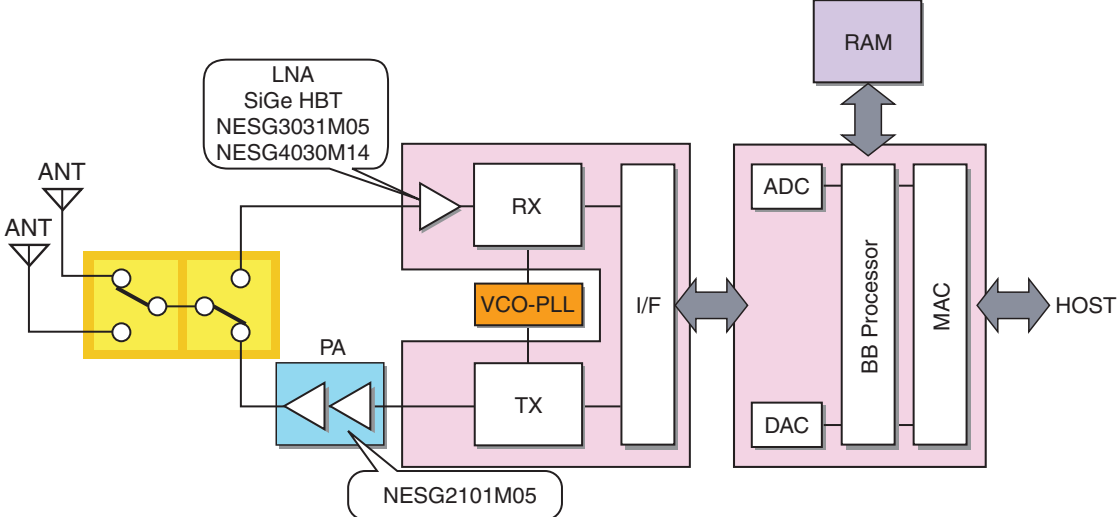 RAM
LNA
SiGe HBT
NESG3031M05
NESG4030M14
ANT
ANT
RX
ADC
VCO-PLL
I/F
BB Processor
MAC
HOST
PA
TX
DAC
NESG2101M05